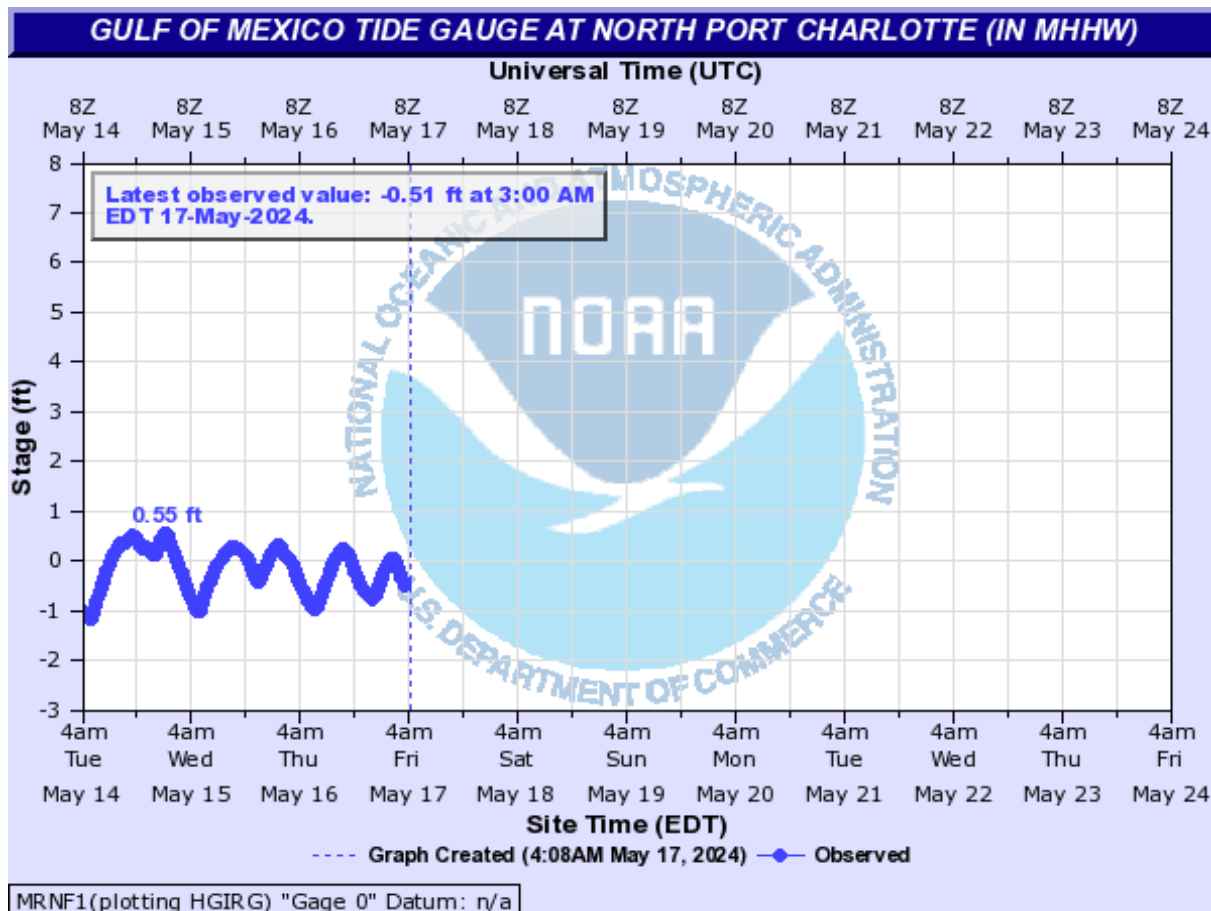 GULF OF MEXICO TIDE GAUGE AT NORTH PORT CHARLOTTE (IN MHHW)
Universal Time (UTC)
8Z 8Z 8Z 8Z 8Z 8Z 8Z 8Z 8Z 8Z 8Z
May 14 May 15 May 16 May 17 May 18 May 19 May 20 May 21 May 22 May 23 May 24
8
Latest observed value: -0.51 ft at 3:00 AM
EDT 17-May-2024.
7
6
5
4
3
2
1
0
-1
-2
-3
Stage (ft)
0.55 ft
NATIONAL OCEANIC AND ATMOSPHERIC ADMINISTRATION
NOAA
U.S. DEPARTMENT OF COMMERCE
4am 4am 4am 4am 4am 4am 4am 4am 4am 4am 4am
Tue Wed Thu Fri Sat Sun Mon Tue Wed Thu Fri
May 14 May 15 May 16 May 17 May 18 May 19 May 20 May 21 May 22 May 23 May 24
Site Time (EDT)
Graph Created (4:08AM May 17, 2024) Observed
MRNF1(plotting HGIRG) "Gage 0" Datum: n/a